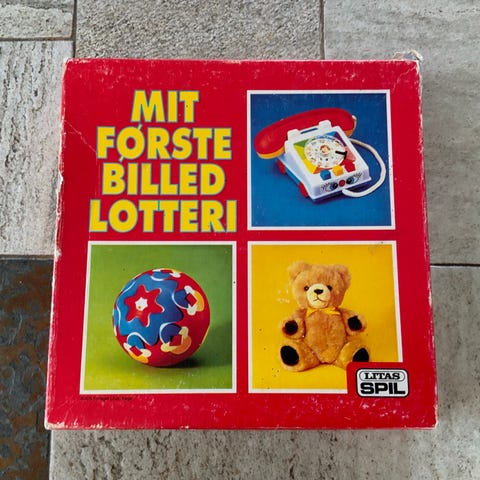 MIT
FØRSTE
BILLED
LOTTERI
LITAS
SPIL